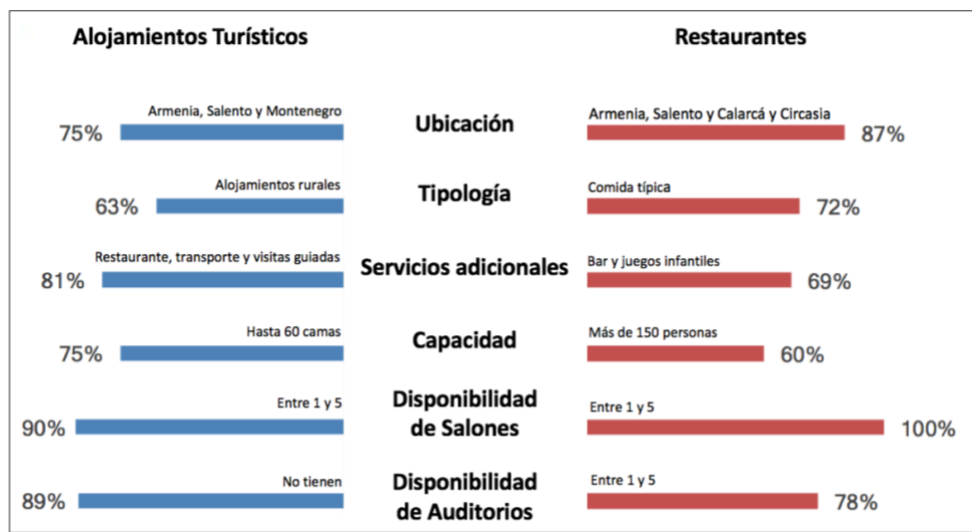 Alojamientos Turísticos
Restaurantes
Armenia, Salento y Montenegro
75%
Ubicación
Armenia, Salento y Calarcá y Circasia
87%
Alojamientos rurales
63%
Tipología
Comida típica
72%
Restaurante, transporte y visitas guiadas
81%
Servicios adicionales
Bar y juegos infantiles
69%
Hasta 60 camas
75%
Capacidad
Más de 150 personas
60%
Entre 1 y 5
90%
Disponibilidad
de Salones
Entre 1 y 5
100%
No tienen
89%
Disponibilidad
de Auditorios
Entre 1 y 5
78%